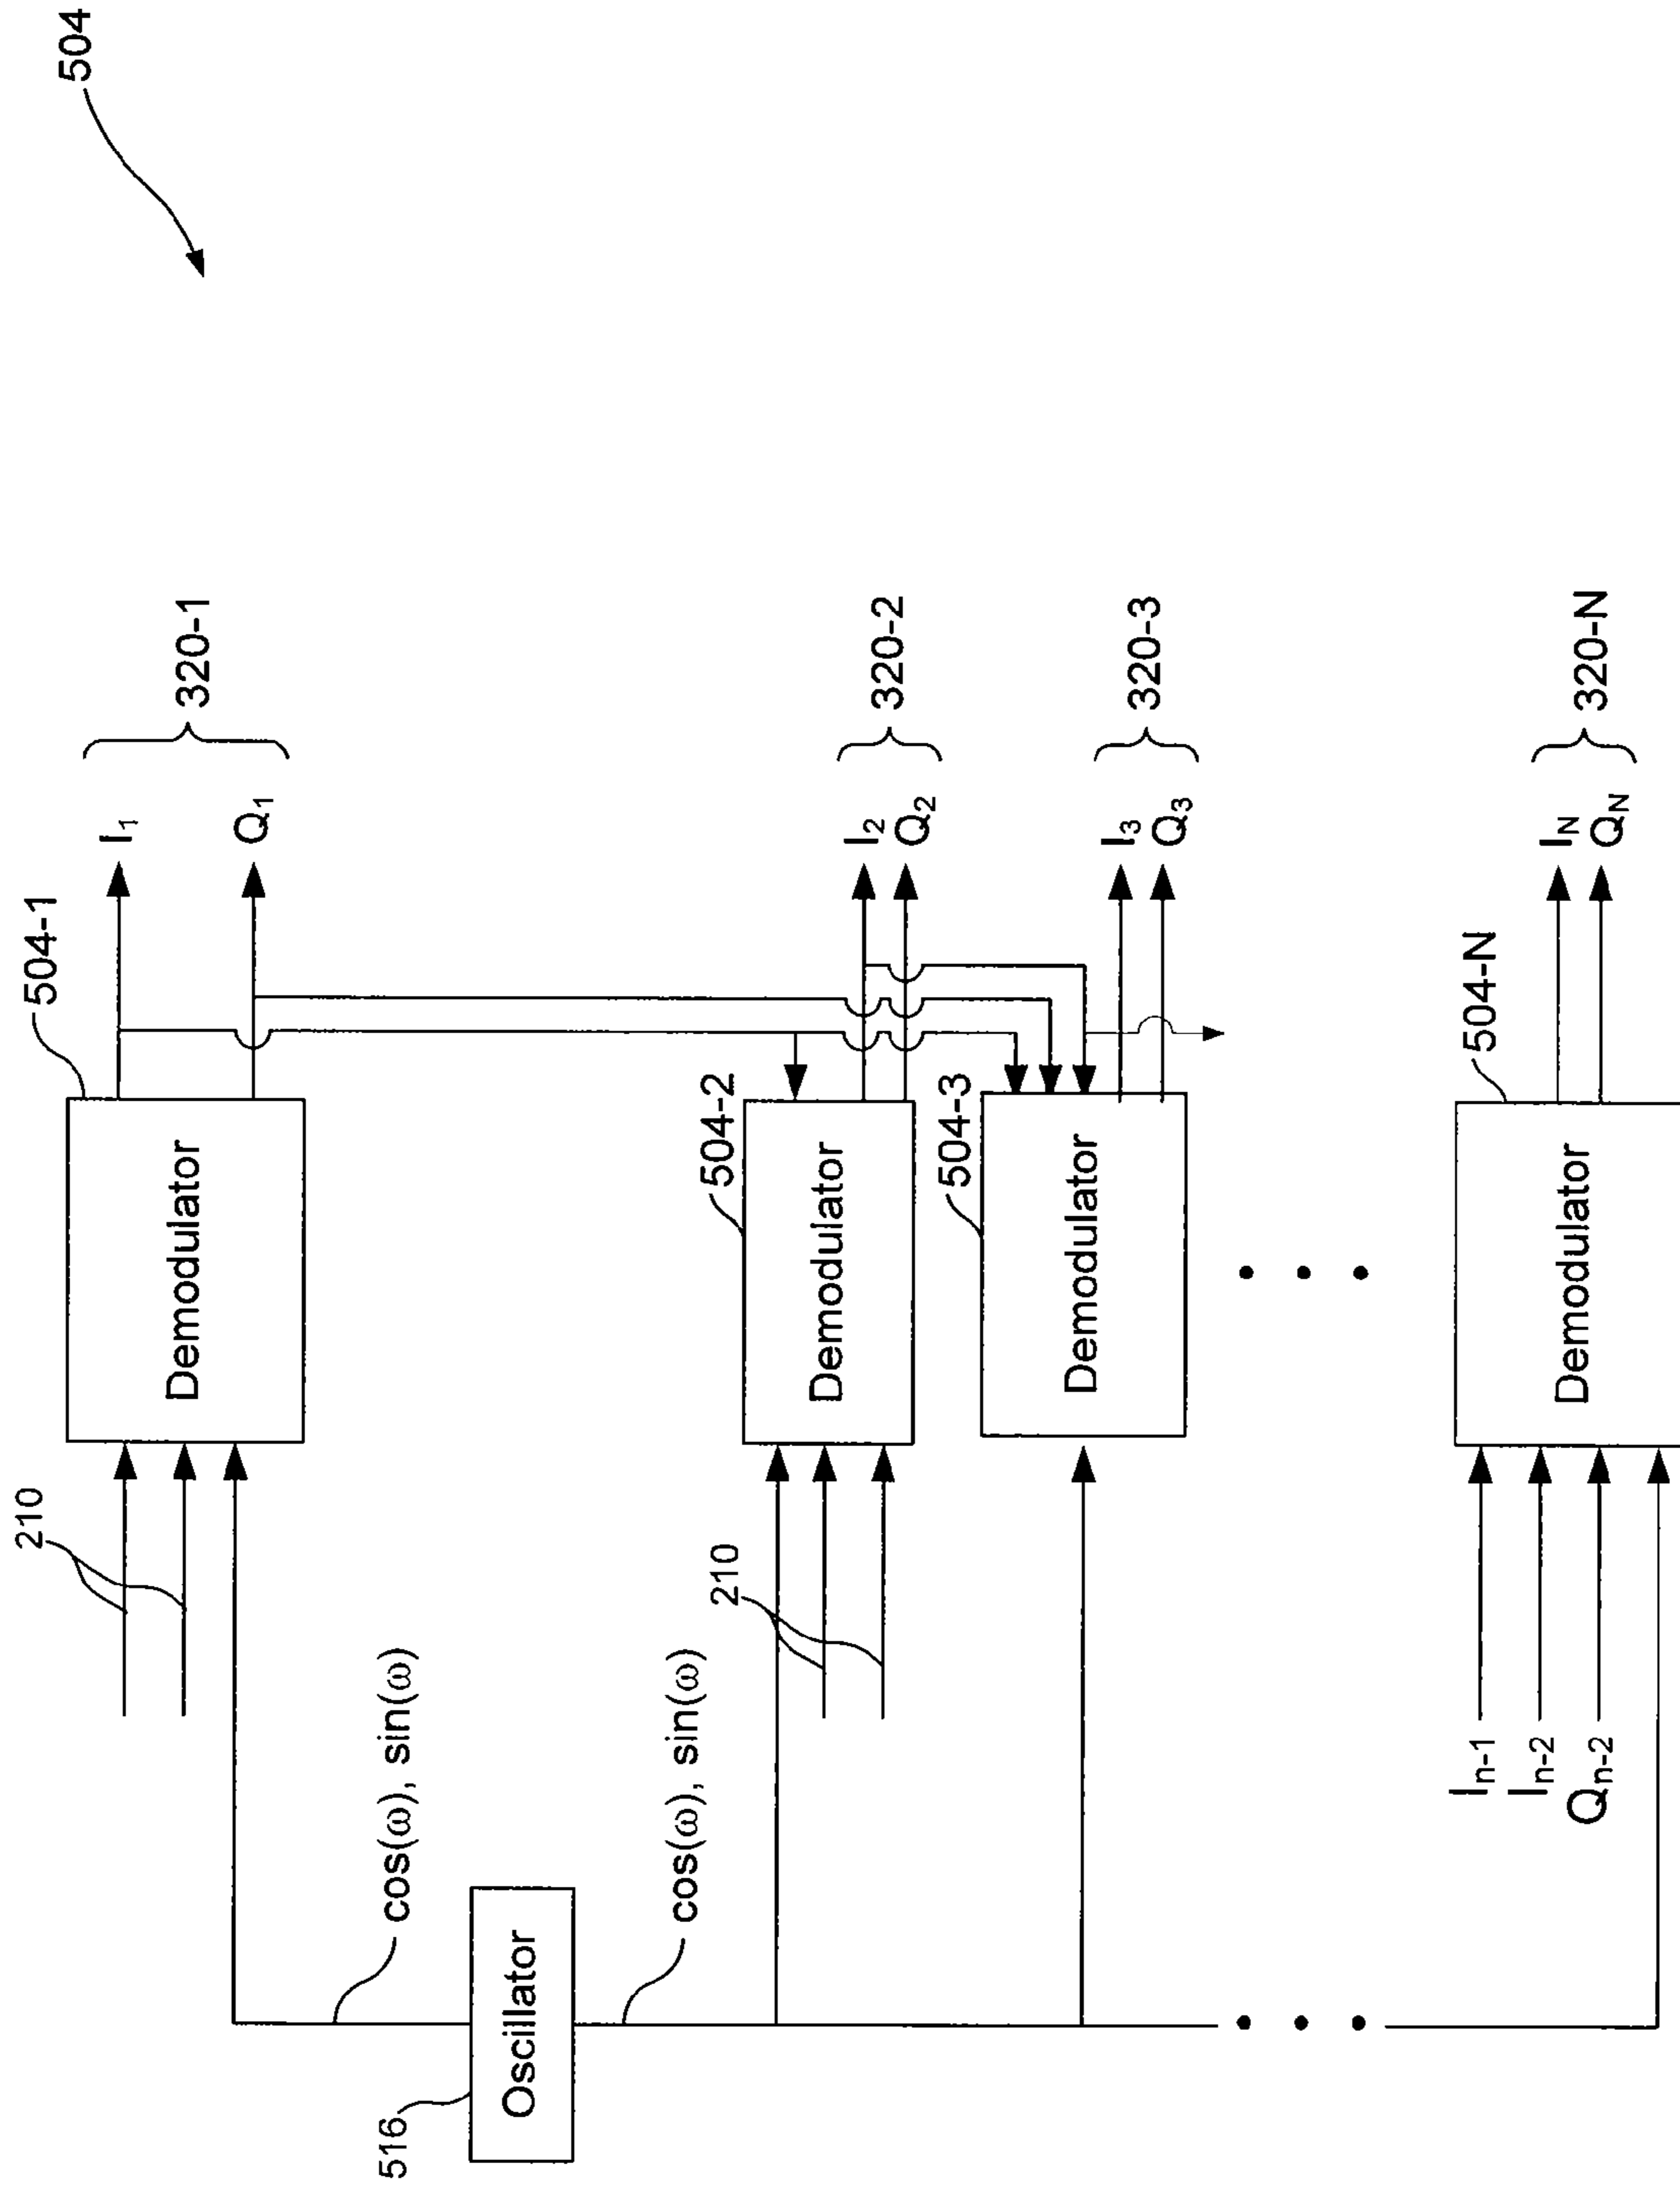 504
504-1
210
Demodulator
I₁
Q₁
320-1
cos(ω), sin(ω)
516
Oscillator
cos(ω), sin(ω)
210
504-2
Demodulator
I₂
Q₂
320-2
504-3
Demodulator
I₃
Q₃
320-3
504-N
Iₙ₋₁
Iₙ₋₂
Qₙ₋₂
Demodulator
I_N
Q_N
320-N